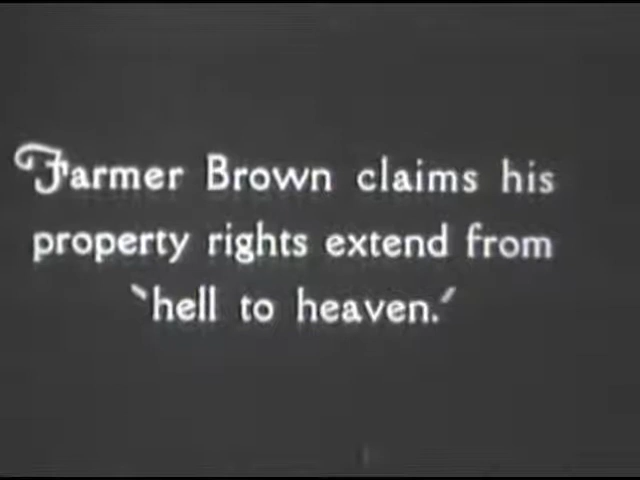 Farmer Brown claims his
property rights extend from
"hell to heaven."